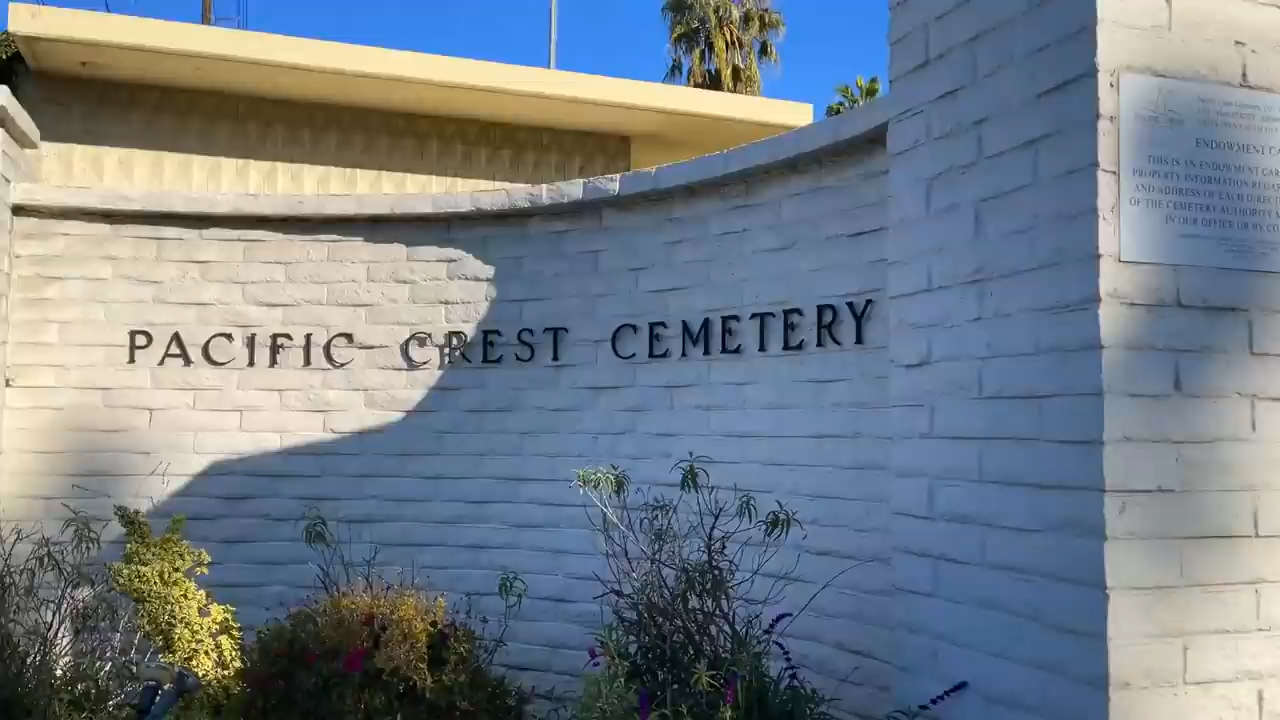 PACIFIC CREST CEMETERY
ENDOWMENT CA
THIS IS AN ENDOWMENT CAR
PROPERTY INFORMATION REGAR
AND ADDRESS OF EACH DIRECT
OF THE CEMETERY AUTHORITY
IN OUR OFFICE OR BY CO